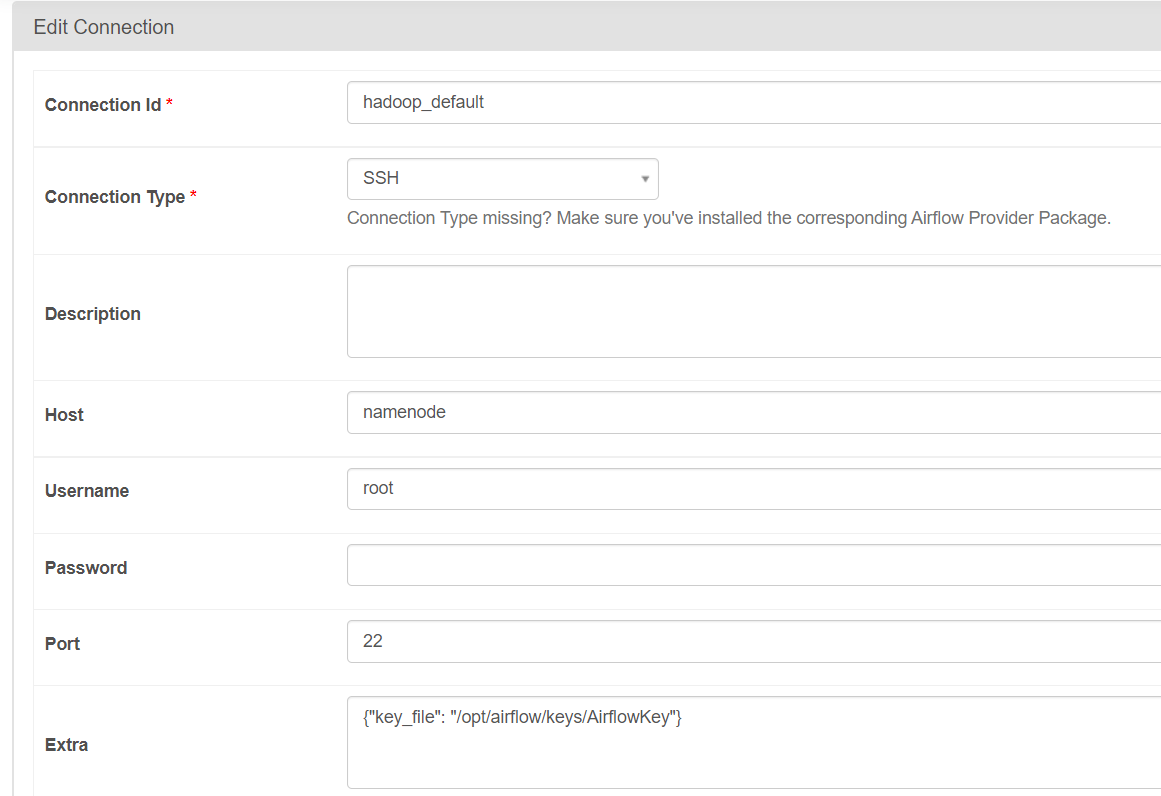 Edit Connection
Connection Id *
hadoop_default
Connection Type *
SSH
Connection Type missing? Make sure you've installed the corresponding Airflow Provider Package.
Description
Host
namenode
Username
root
Password
Port
22
Extra
{"key_file": "/opt/airflow/keys/AirflowKey"}